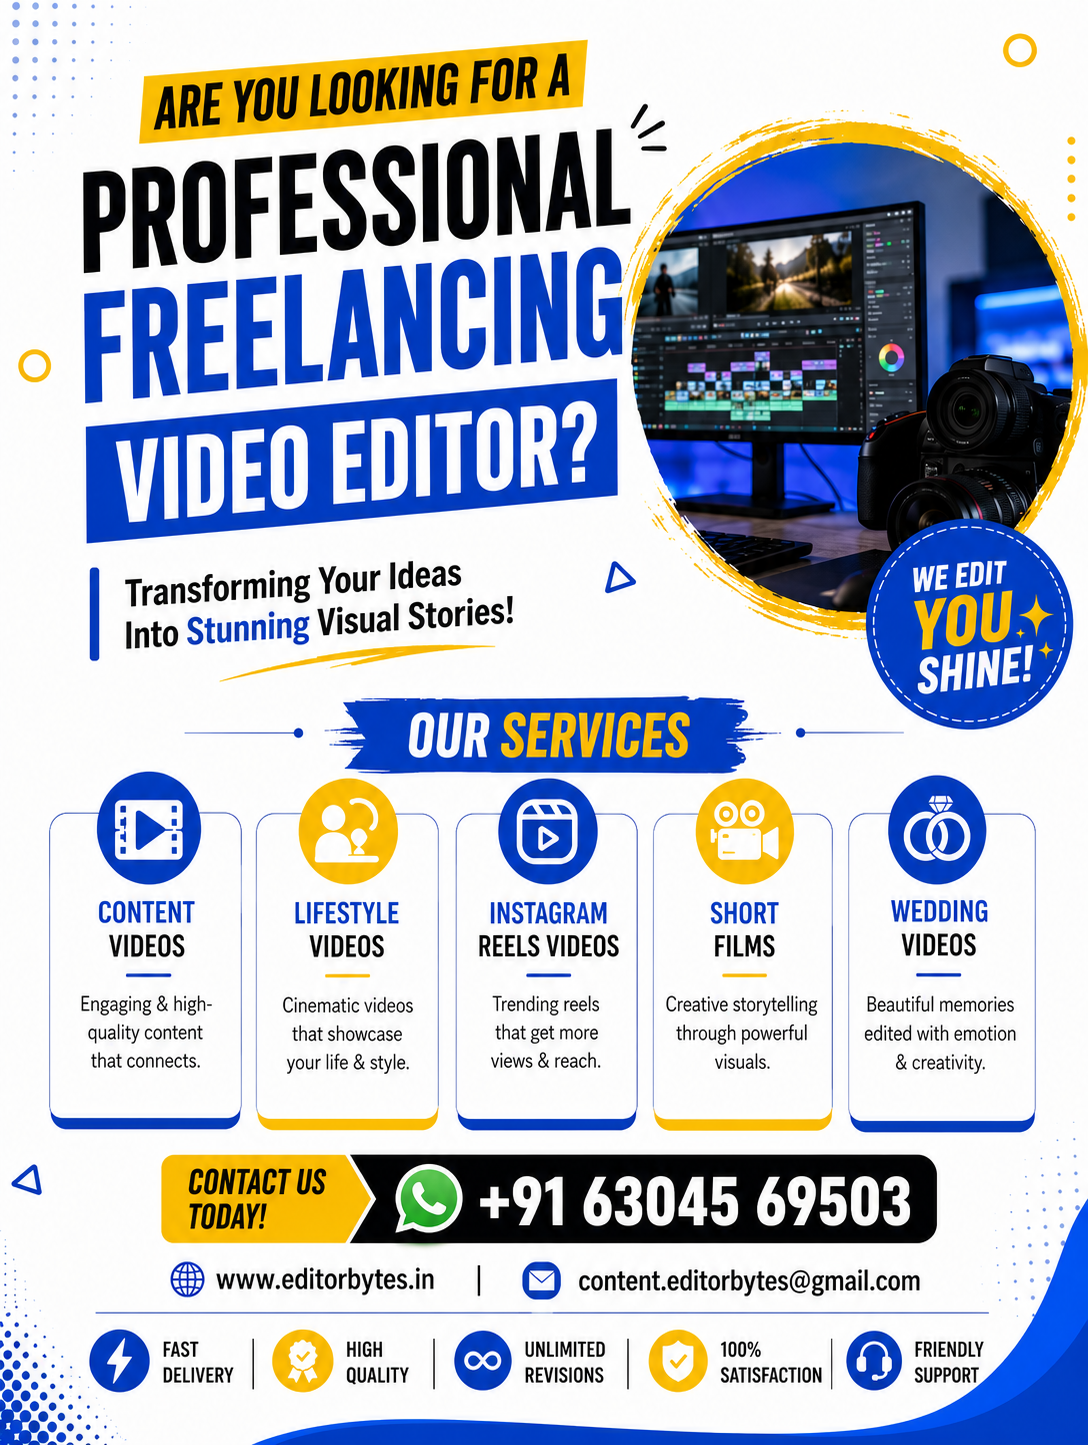 ARE YOU LOOKING FOR A
PROFESSIONAL
FREELANCING
VIDEO EDITOR?
Transforming Your Ideas
Into Stunning Visual Stories!
WE EDIT
YOU
SHINE!
OUR SERVICES
CONTENT
VIDEOS
Engaging & high-
quality content
that connects.
LIFESTYLE
VIDEOS
Cinematic videos
that showcase
your life & style.
INSTAGRAM
REELS VIDEOS
Trending reels
that get more
views & reach.
SHORT
FILMS
Creative storytelling
through powerful
visuals.
WEDDING
VIDEOS
Beautiful memories
edited with emotion
& creativity.
CONTACT US
TODAY!
+91 63045 69503
www.editorbytes.in | content.editorbytes@gmail.com
FAST
DELIVERY
HIGH
QUALITY
UNLIMITED
REVISIONS
100%
SATISFACTION
FRIENDLY
SUPPORT